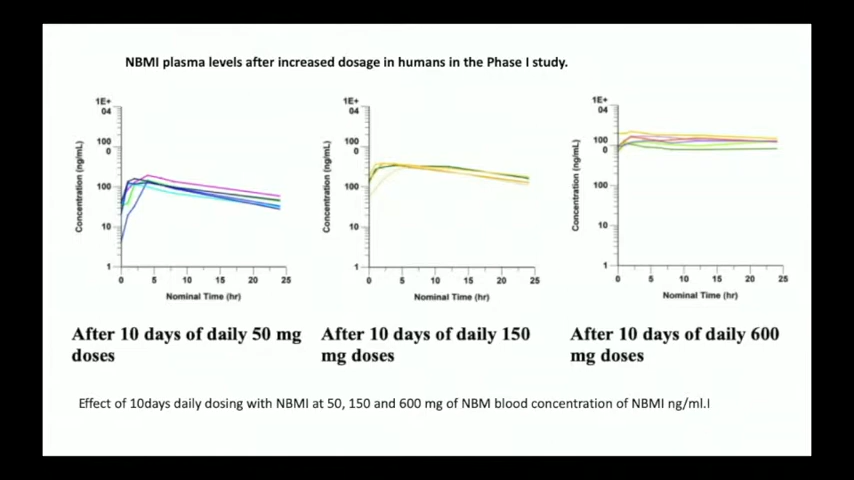 NBMI plasma levels after increased dosage in humans in the Phase I study.
1E+
04
100
0
100
10
1
Concentration (ng/mL)
0 5 10 15 20 25
Nominal Time (hr)
After 10 days of daily 50 mg
doses
1E+
04
100
0
100
10
1
Concentration (ng/mL)
0 5 10 15 20 25
Nominal Time (hr)
After 10 days of daily 150
mg doses
1E+
04
100
0
100
10
1
Concentration (ng/mL)
0 5 10 15 20 25
Nominal Time (hr)
After 10 days of daily 600
mg doses
Effect of 10days daily dosing with NBMI at 50, 150 and 600 mg of NBM blood concentration of NBMI ng/ml.I